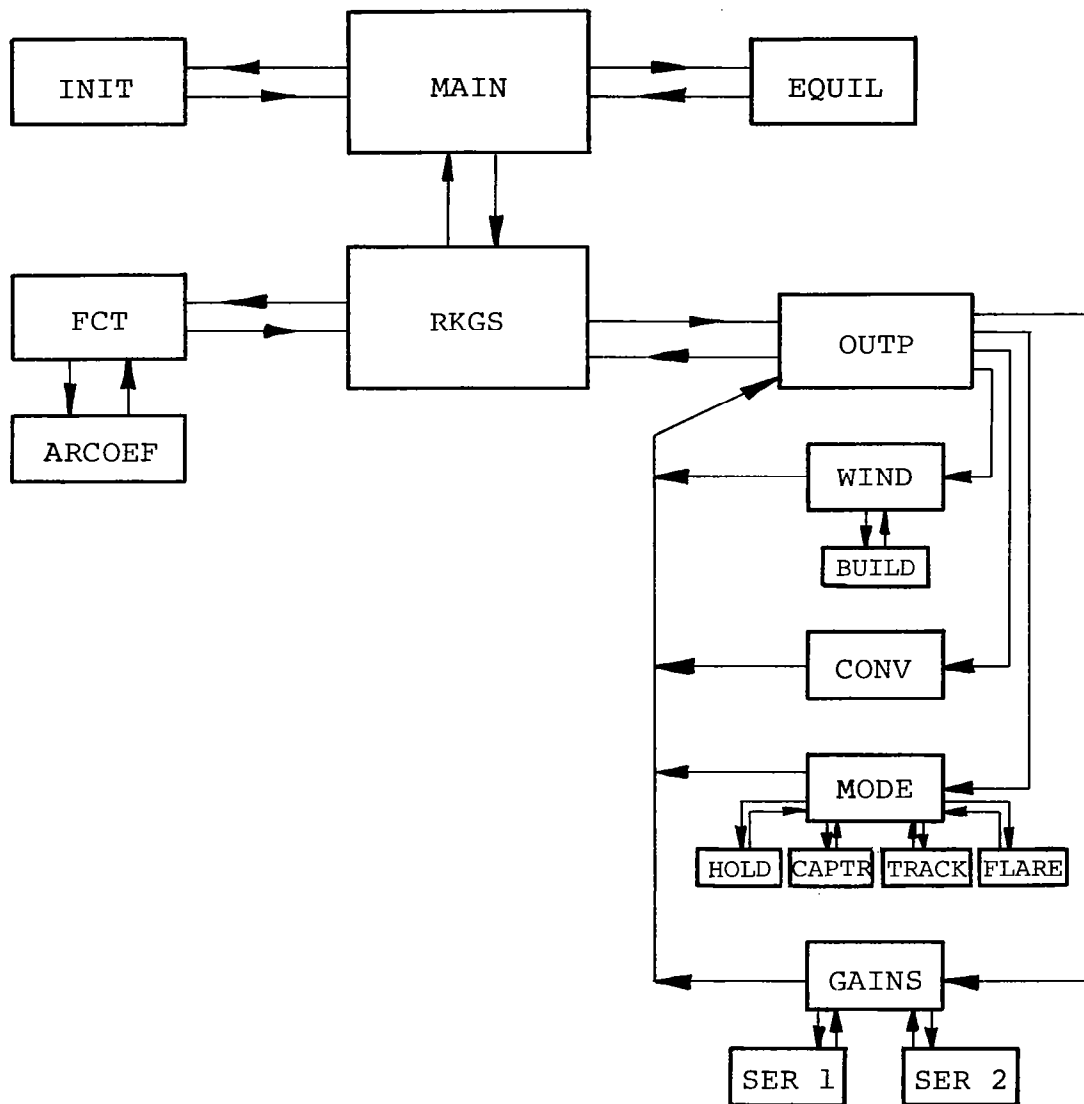 INIT
MAIN
EQUIL
FCT
RKGS
OUTP
ARCOEF
WIND
BUILD
CONV
MODE
HOLD
CAPTR
TRACK
FLARE
GAINS
SER 1
SER 2